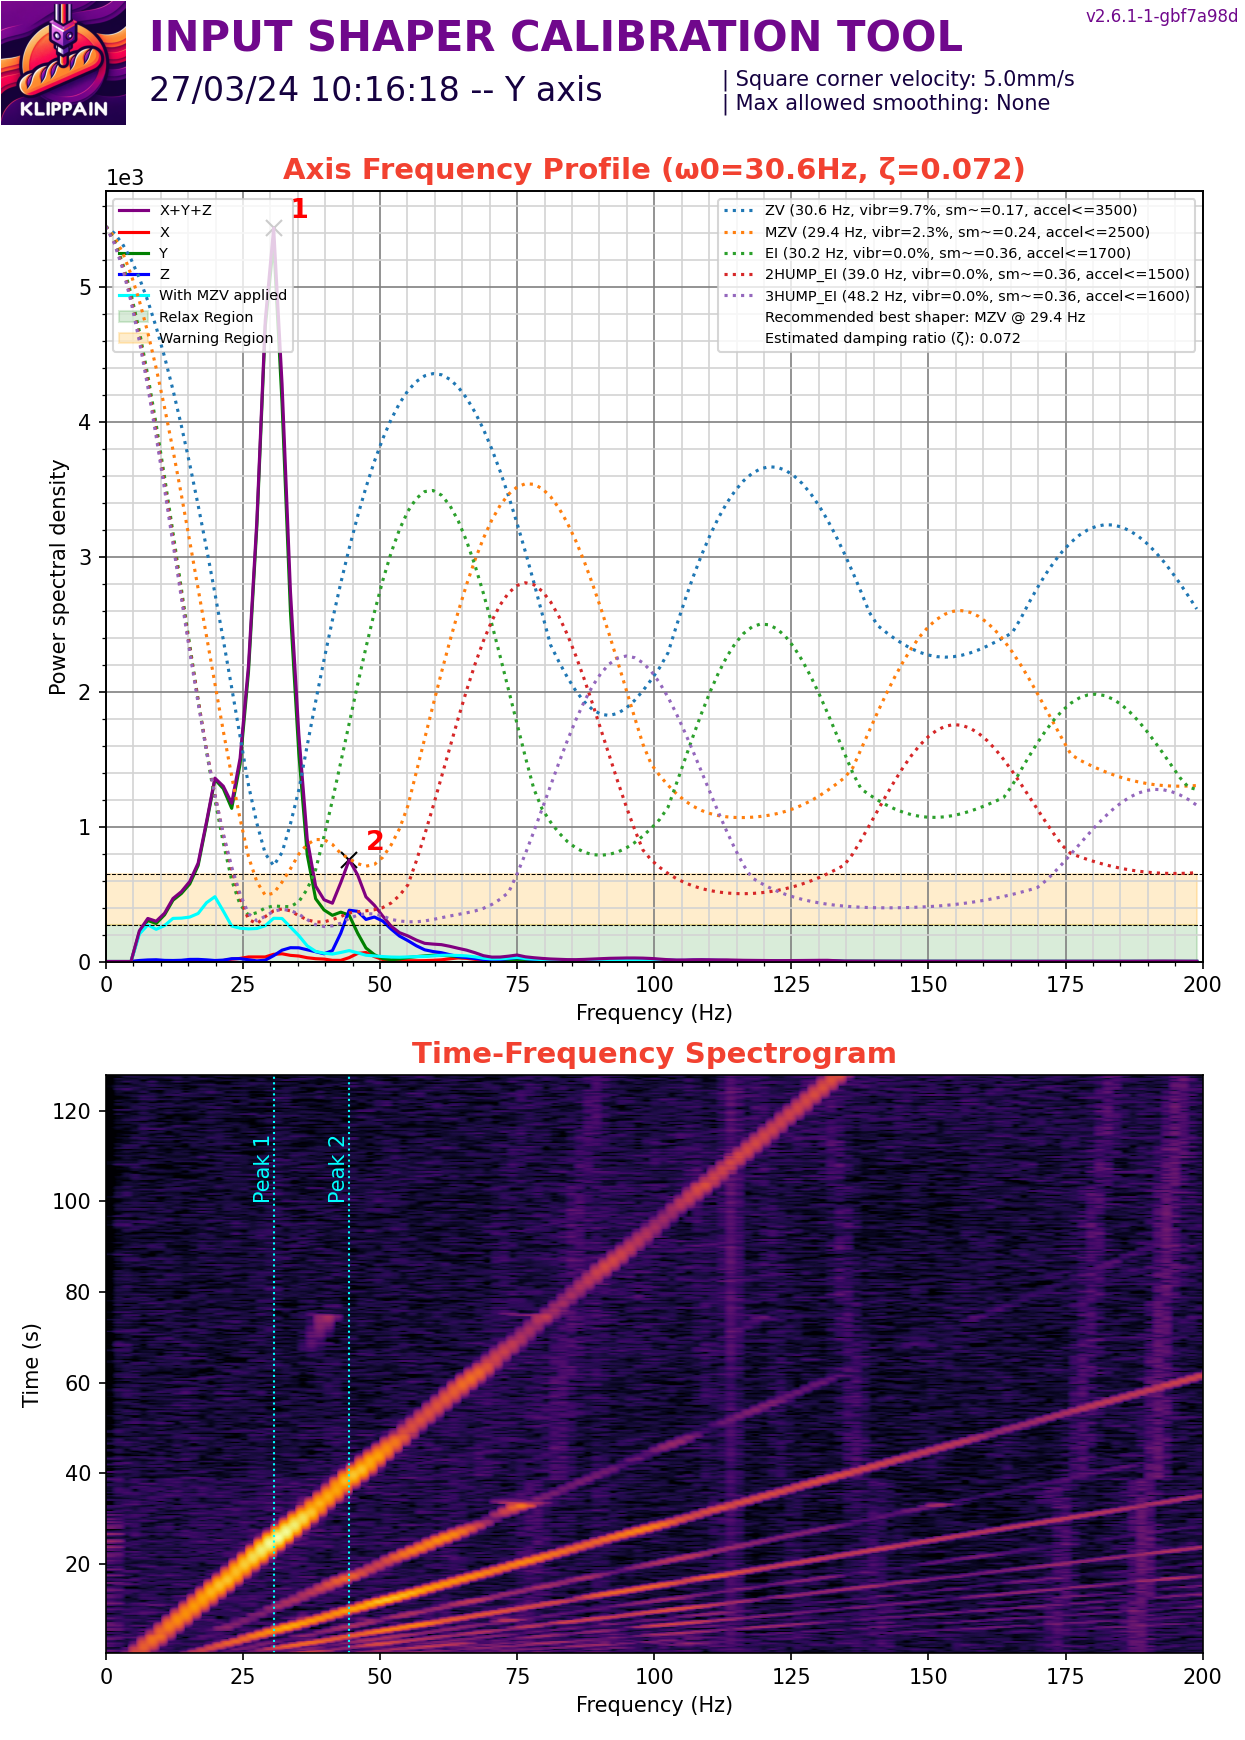 KLIPPAIN
INPUT SHAPER CALIBRATION TOOL
v2.6.1-1-gbf7a98d
27/03/24 10:16:18 -- Y axis
| Square corner velocity: 5.0mm/s
| Max allowed smoothing: None
Axis Frequency Profile (ω0=30.6Hz, ζ=0.072)
1e3
X+Y+Z
X
Y
Z
With MZV applied
Relax Region
Warning Region
1
ZV (30.6 Hz, vibr=9.7%, sm~=0.17, accel<=3500)
MZV (29.4 Hz, vibr=2.3%, sm~=0.24, accel<=2500)
EI (30.2 Hz, vibr=0.0%, sm~=0.36, accel<=1700)
2HUMP_EI (39.0 Hz, vibr=0.0%, sm~=0.36, accel<=1500)
3HUMP_EI (48.2 Hz, vibr=0.0%, sm~=0.36, accel<=1600)
Recommended best shaper: MZV @ 29.4 Hz
Estimated damping ratio (ζ): 0.072
2
5
4
3
2
1
0
Power spectral density
0 25 50 75 100 125 150 175 200
Frequency (Hz)
Time-Frequency Spectrogram
Peak 1
Peak 2
120
100
80
60
40
20
Time (s)
0 25 50 75 100 125 150 175 200
Frequency (Hz)